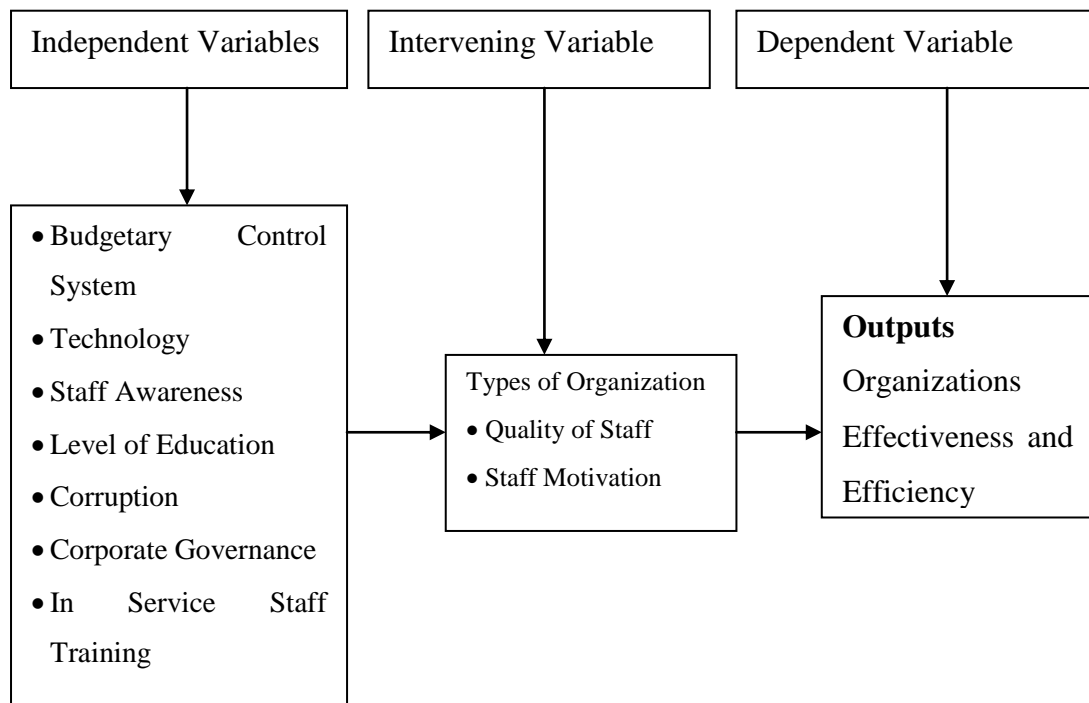 Independent Variables
Intervening Variable
Dependent Variable
• Budgetary Control
System
• Technology
• Staff Awareness
• Level of Education
• Corruption
• Corporate Governance
• In Service Staff
Training
Types of Organization
• Quality of Staff
• Staff Motivation
Outputs
Organizations
Effectiveness and
Efficiency